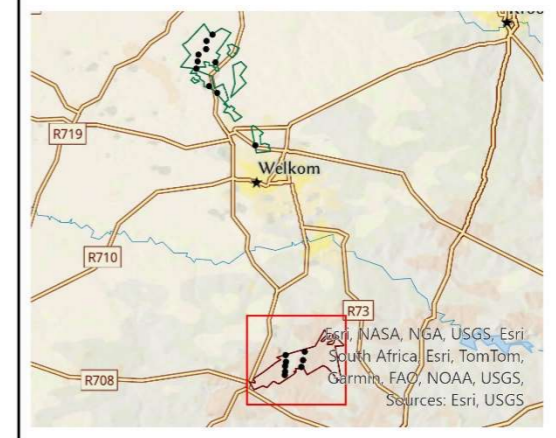 R719
Welkom
R710
R73
R708
Esri, NASA, NGA, USGS, Esri
South Africa, Esri, TomTom,
Garmin, FAO, NOAA, USGS,
Sources: Esri, USGS